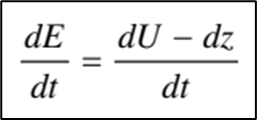 dE/dt = (dU − dz)/dt